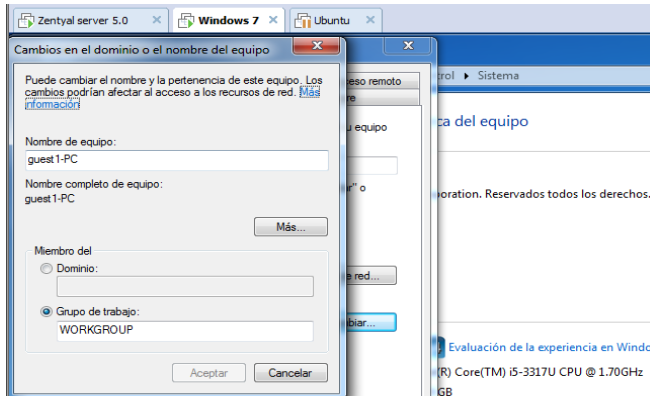 Zentyal server 5.0
Windows 7
Ubuntu
Cambios en el dominio o el nombre del equipo
Puede cambiar el nombre y la pertenencia de este equipo. Los
cambios podrían afectar al acceso a los recursos de red. Más
información
Nombre de equipo:
guest1-PC
Nombre completo de equipo:
guest1-PC
Más...
Miembro del
Dominio:
Grupo de trabajo:
WORKGROUP
Aceptar
Cancelar
eso remoto
re
u equipo
ar" o
e red...
biar...
rol ▸ Sistema
ca del equipo
oration. Reservados todos los derechos.
Evaluación de la experiencia en Windo
(R) Core(TM) i5-3317U CPU @ 1.70GHz
GB